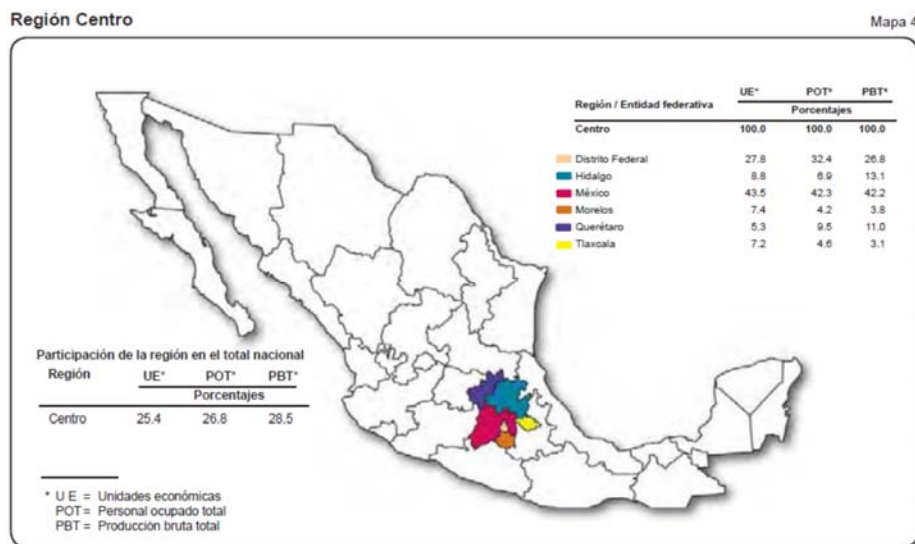 Región Centro
Mapa 4
Región / Entidad federativa UE* POT* PBT*
Porcentajes
Centro 100.0 100.0 100.0
Distrito Federal 27.8 32.4 26.8
Hidalgo 8.8 6.9 13.1
México 43.5 42.3 42.2
Morelos 7.4 4.2 3.8
Querétaro 5.3 9.5 11.0
Tlaxcala 7.2 4.6 3.1
Participación de la región en el total nacional
Región UE* POT* PBT*
Porcentajes
Centro 25.4 26.8 28.5
* U E = Unidades económicas
POT = Personal ocupado total
PBT = Producción bruta total